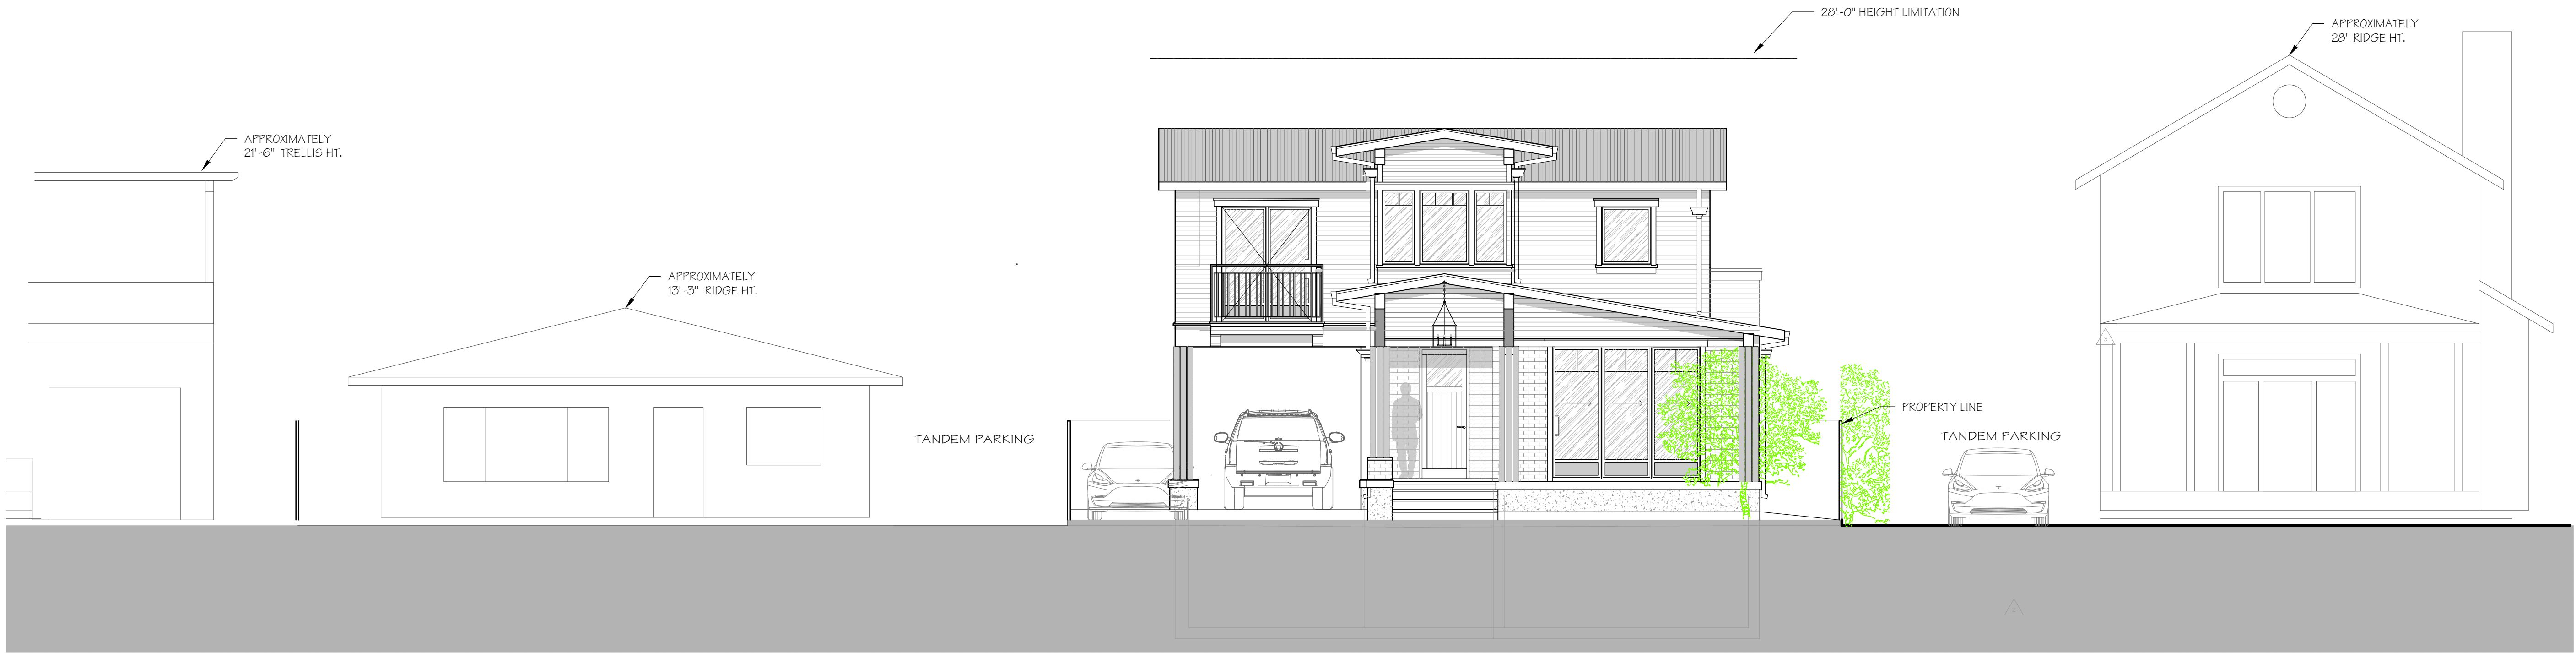 28'-0" HEIGHT LIMITATION
APPROXIMATELY
28' RIDGE HT.
APPROXIMATELY
21'-6" TRELLIS HT.
APPROXIMATELY
13'-3" RIDGE HT.
PROPERTY LINE
TANDEM PARKING
TANDEM PARKING